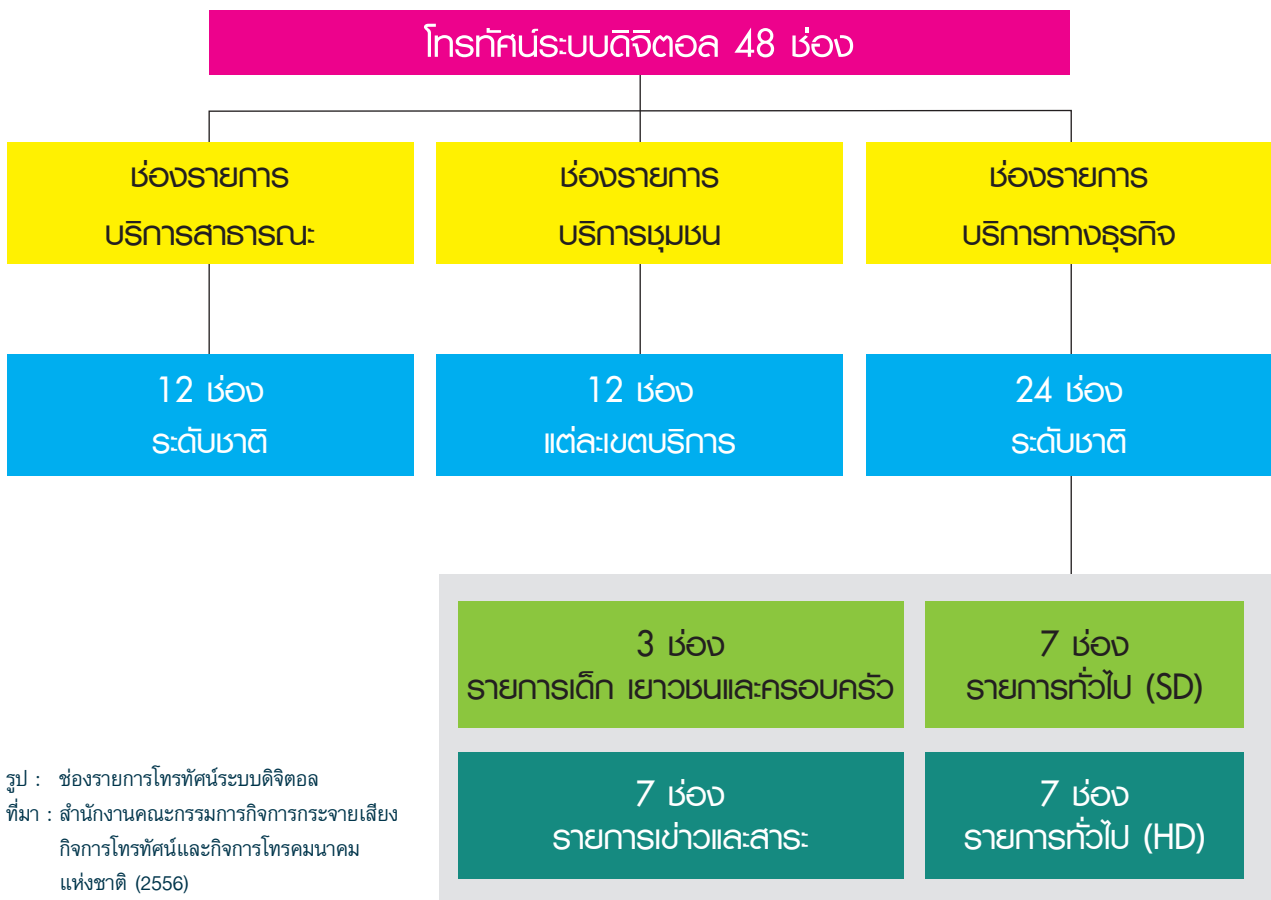 โทรทัศน์ระบบดิจิตอล 48 ช่อง
ช่องรายการ
บริการสาธารณะ
ช่องรายการ
บริการชุมชน
ช่องรายการ
บริการทางธุรกิจ
12 ช่อง
ระดับชาติ
12 ช่อง
แต่ละเขตบริการ
24 ช่อง
ระดับชาติ
3 ช่อง
รายการเด็ก เยาวชนและครอบครัว
7 ช่อง
รายการทั่วไป (SD)
7 ช่อง
รายการข่าวและสาระ
7 ช่อง
รายการทั่วไป (HD)
รูป : ช่องรายการโทรทัศน์ระบบดิจิตอล
ที่มา : สำนักงานคณะกรรมการกิจการกระจายเสียง
กิจการโทรทัศน์และกิจการโทรคมนาคม
แห่งชาติ (2556)